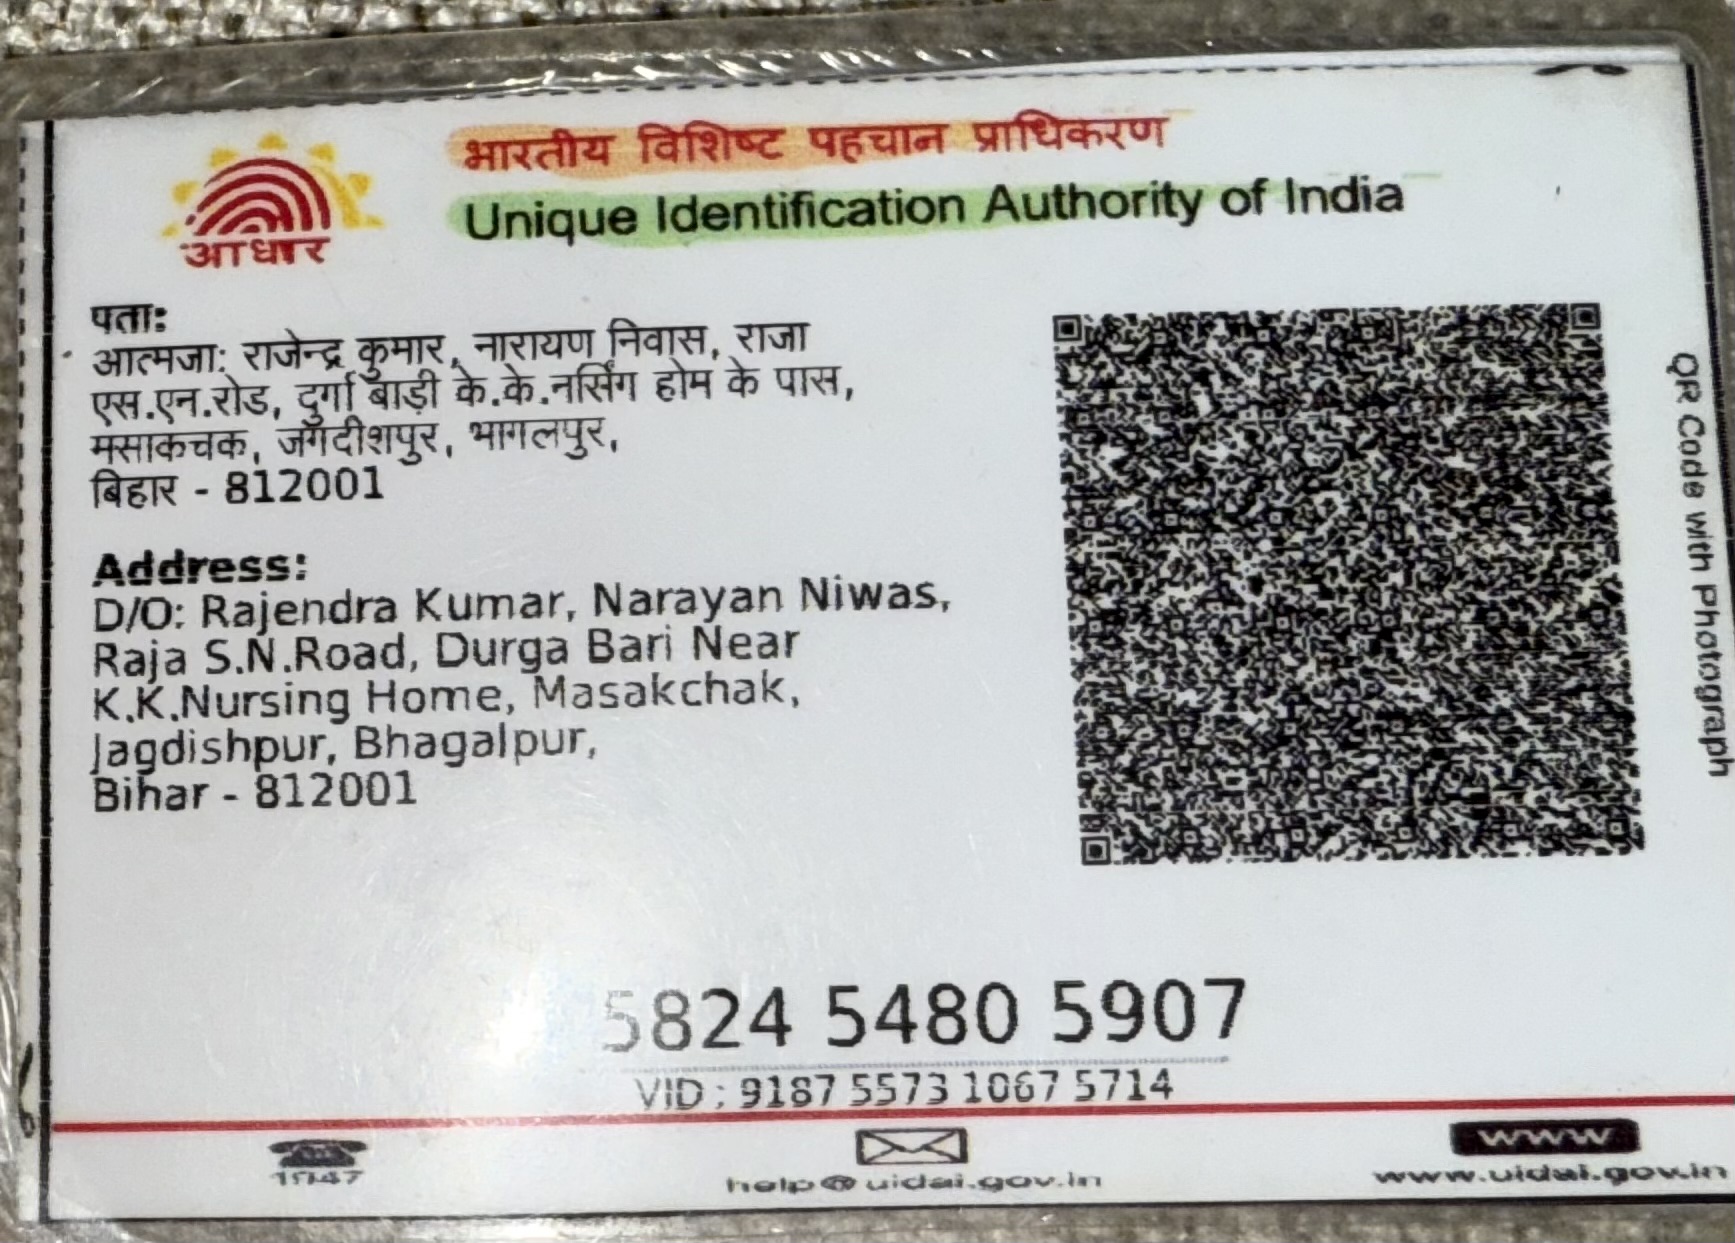 भारतीय विशिष्ट पहचान प्राधिकरण
Unique Identification Authority of India
आधार
पता:
आत्मजा: राजेन्द्र कुमार, नारायण निवास, राजा
एस.एन.रोड, दुर्गा बाड़ी के.के.नर्सिंग होम के पास,
मसाकचक, जगदीशपुर, भागलपुर,
बिहार - 812001
Address:
D/O: Rajendra Kumar, Narayan Niwas,
Raja S.N.Road, Durga Bari Near
K.K.Nursing Home, Masakchak,
Jagdishpur, Bhagalpur,
Bihar - 812001
QR Code with Photograph
5824 5480 5907
VID : 9187 5573 1067 5714
1947
help@uidai.gov.in
www
www.uidai.gov.in